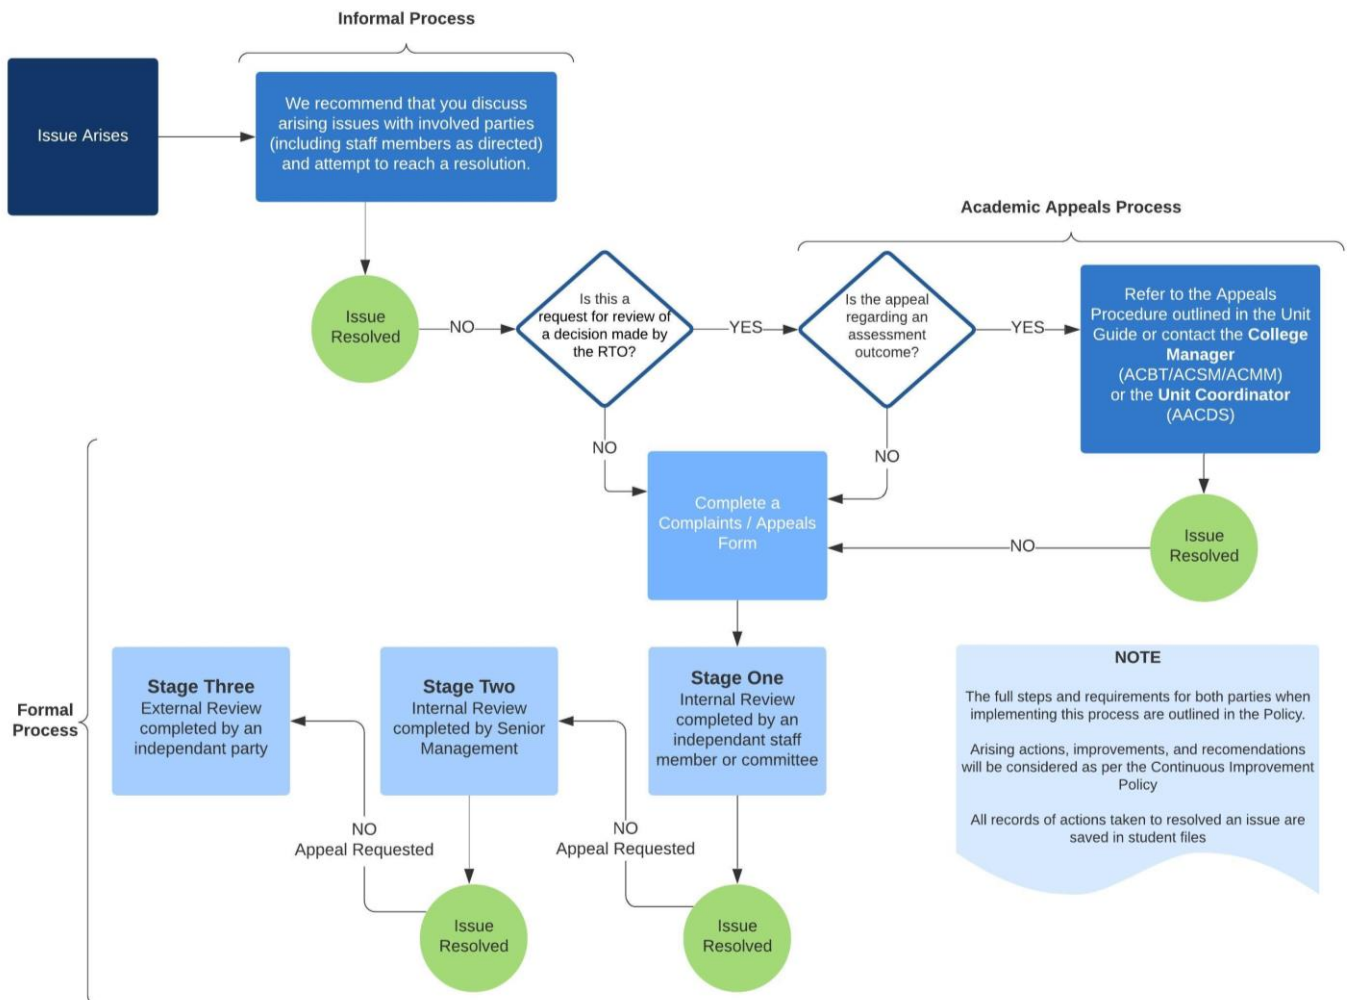 Informal Process
Issue Arises
We recommend that you discuss
arising issues with involved parties
(including staff members as directed)
and attempt to reach a resolution.
Academic Appeals Process
Issue
Resolved
NO
Is this a
request for review of
a decision made by
the RTO?
YES
Is the appeal
regarding an
assessment
outcome?
YES
Refer to the Appeals
Procedure outlined in the Unit
Guide or contact the College
Manager
(ACBT/ACSM/ACMM)
or the Unit Coordinator
(AACDS)
NO
NO
Complete a
Complaints / Appeals
Form
NO
Issue
Resolved
Formal
Process
Stage One
Internal Review
completed by an
independant staff
member or committee
Issue
Resolved
NO
Appeal Requested
Stage Two
Internal Review
completed by Senior
Management
Issue
Resolved
NO
Appeal Requested
Stage Three
External Review
completed by an
independant party
NOTE
The full steps and requirements for both parties when
implementing this process are outlined in the Policy.
Arising actions, improvements, and recomendations
will be considered as per the Continuous Improvement
Policy
All records of actions taken to resolved an issue are
saved in student files